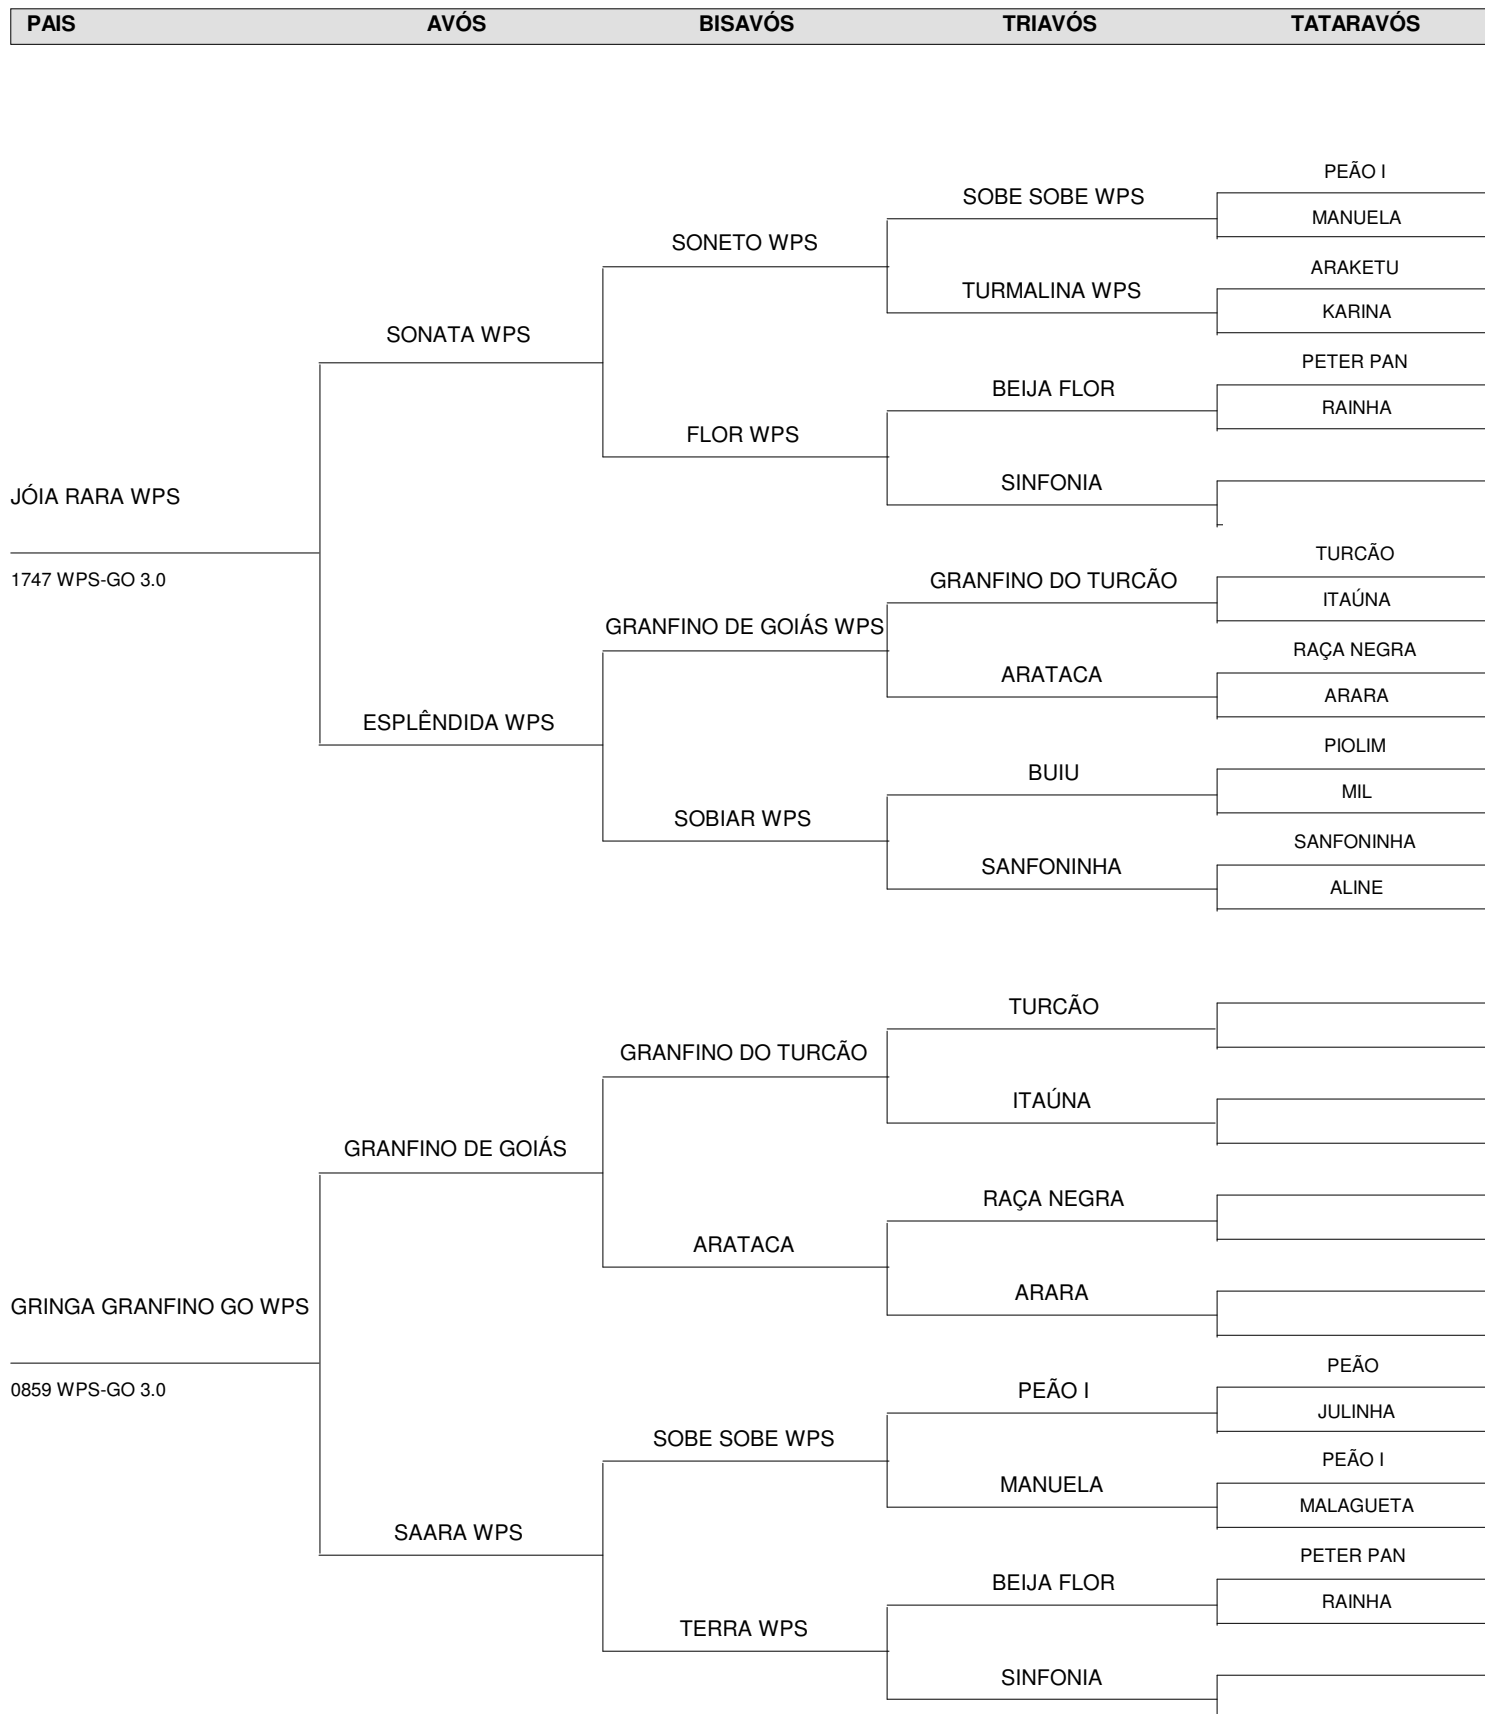 PAIS AVÓS BISAVÓS TRIAVÓS TATARAVÓS
PEÃO I
SOBE SOBE WPS
MANUELA
SONETO WPS
ARAKETU
TURMALINA WPS
KARINA
SONATA WPS
PETER PAN
BEIJA FLOR
RAINHA
FLOR WPS
SINFONIA
JÓIA RARA WPS
TURCÃO
1747 WPS-GO 3.0
GRANFINO DO TURCÃO
ITAÚNA
GRANFINO DE GOIÁS WPS
RAÇA NEGRA
ARATACA
ARARA
ESPLÊNDIDA WPS
PIOLIM
BUIU
MIL
SOBIAR WPS
SANFONINHA
SANFONINHA
ALINE
TURCÃO
GRANFINO DO TURCÃO
ITAÚNA
GRANFINO DE GOIÁS
RAÇA NEGRA
ARATACA
ARARA
GRINGA GRANFINO GO WPS
PEÃO
0859 WPS-GO 3.0
PEÃO I
JULINHA
SOBE SOBE WPS
PEÃO I
MANUELA
MALAGUETA
SAARA WPS
PETER PAN
BEIJA FLOR
RAINHA
TERRA WPS
SINFONIA